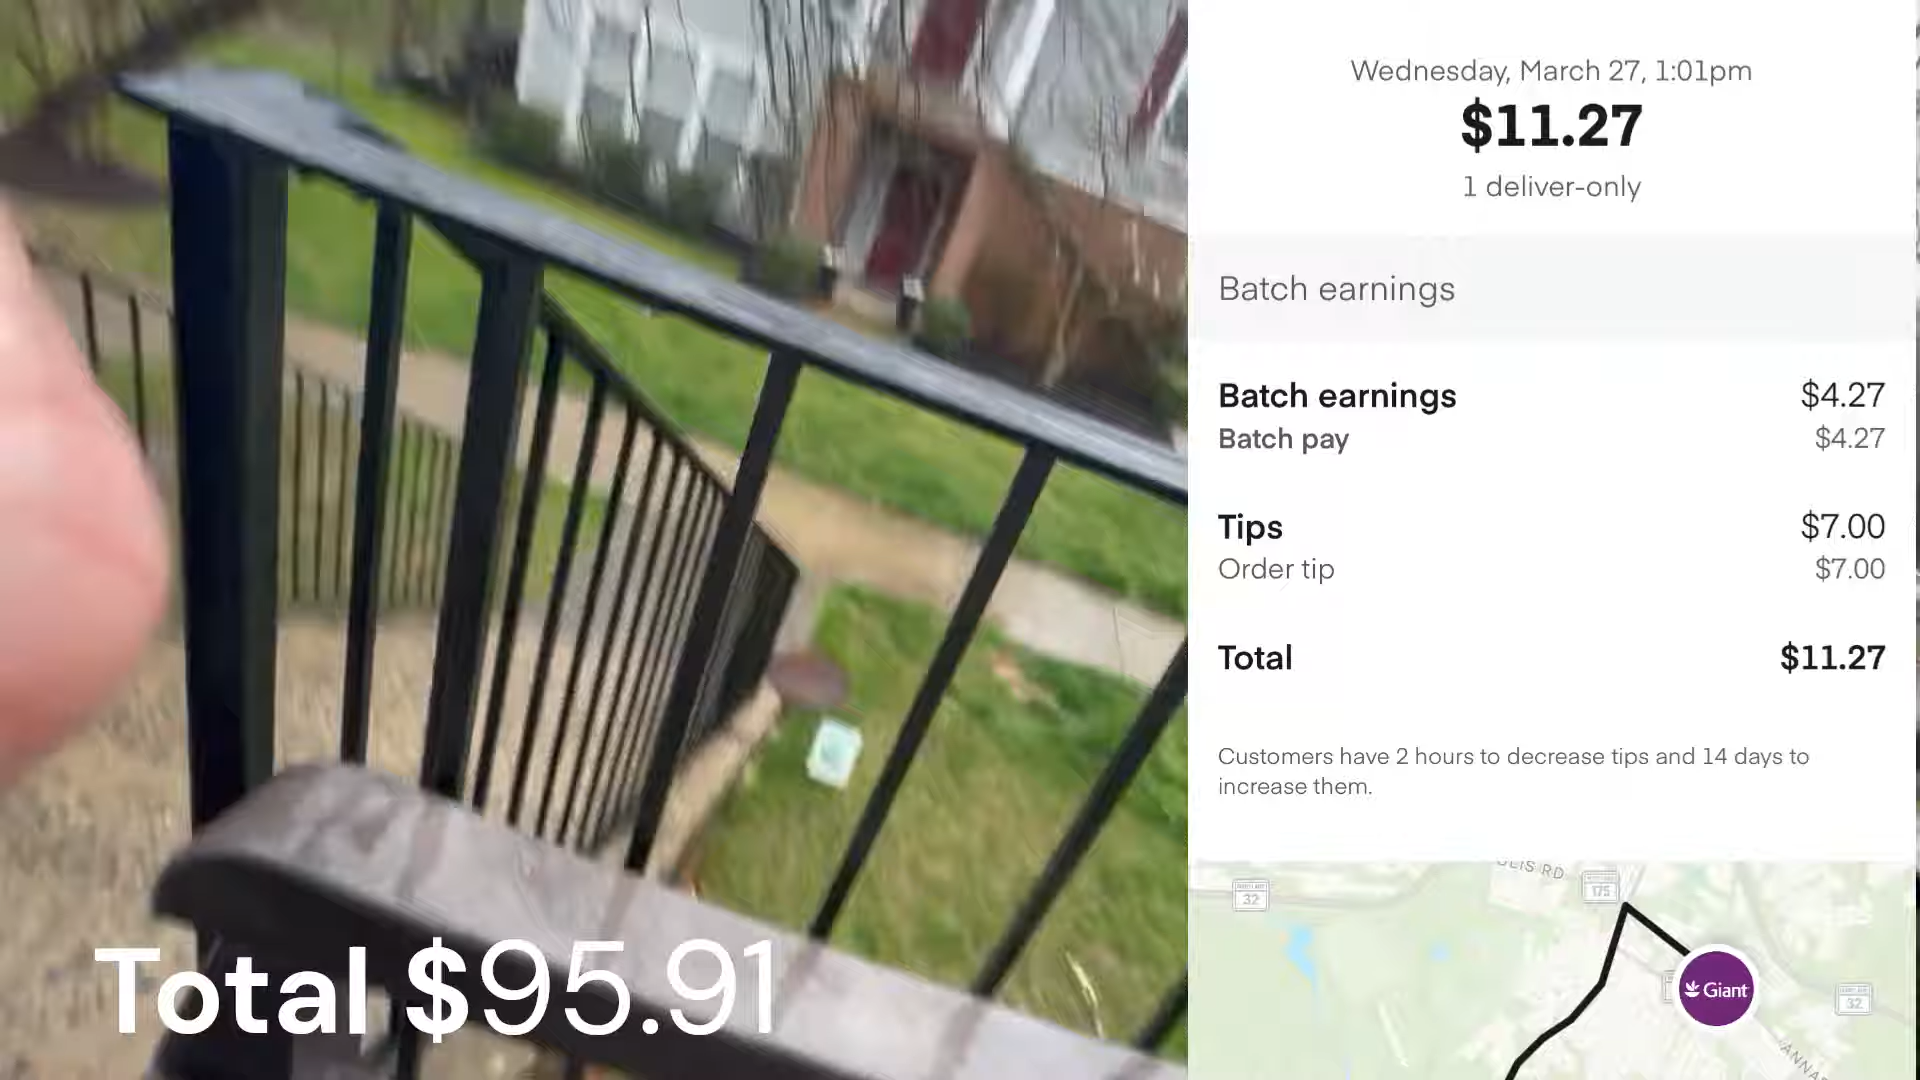 Wednesday, March 27, 1:01pm
$11.27
1 deliver-only
Batch earnings
Batch earnings $4.27
Batch pay $4.27
Tips $7.00
Order tip $7.00
Total $11.27
Customers have 2 hours to decrease tips and 14 days to
increase them.
RD
175
32
Giant
32
Total $95.91